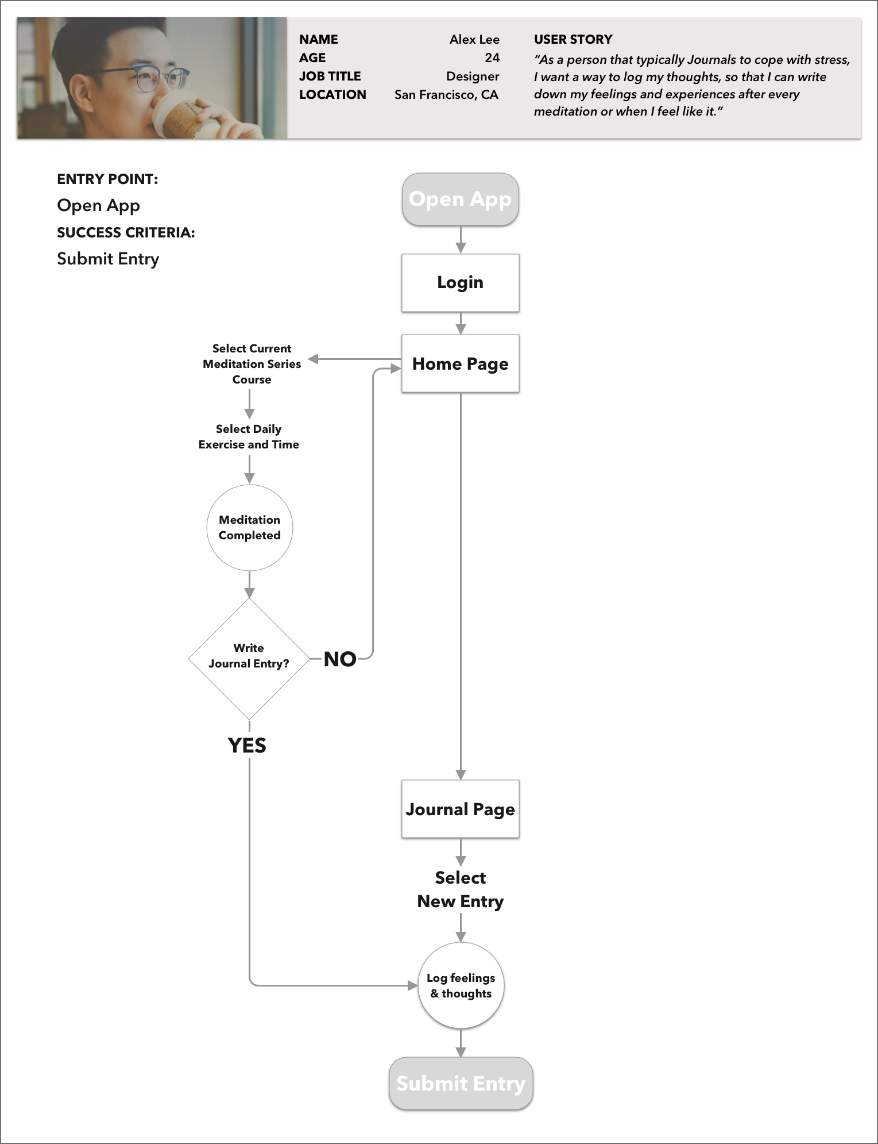 NAME Alex Lee
AGE 24
JOB TITLE Designer
LOCATION San Francisco, CA
USER STORY
“As a person that typically Journals to cope with stress,
I want a way to log my thoughts, so that I can write
down my feelings and experiences after every
meditation or when I feel like it.”
ENTRY POINT:
Open App
SUCCESS CRITERIA:
Submit Entry
Open App
Login
Home Page
Select Current
Meditation Series
Course
Select Daily
Exercise and Time
Meditation
Completed
Write
Journal Entry?
NO
YES
Journal Page
Select
New Entry
Log feelings
& thoughts
Submit Entry